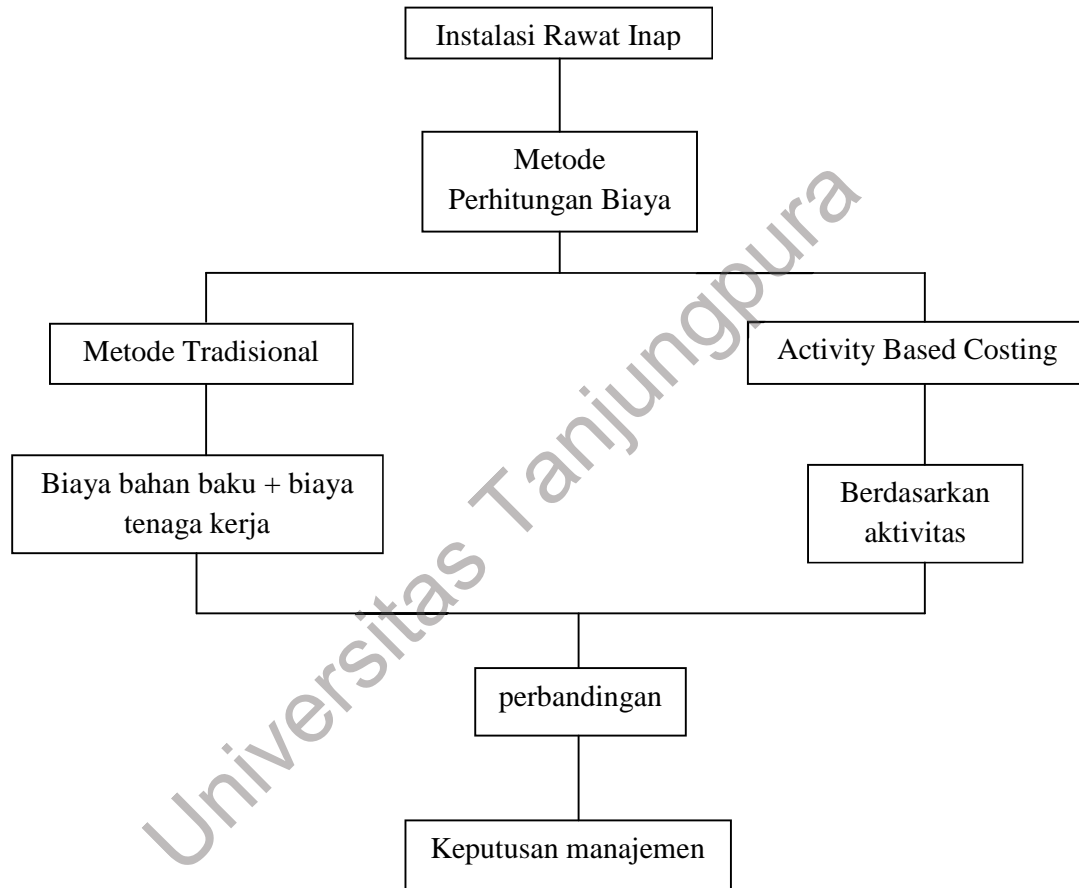 Instalasi Rawat Inap
Metode
Perhitungan Biaya
Metode Tradisional
Activity Based Costing
Biaya bahan baku + biaya
tenaga kerja
Berdasarkan
aktivitas
perbandingan
Keputusan manajemen
Universitas Tanjungpura